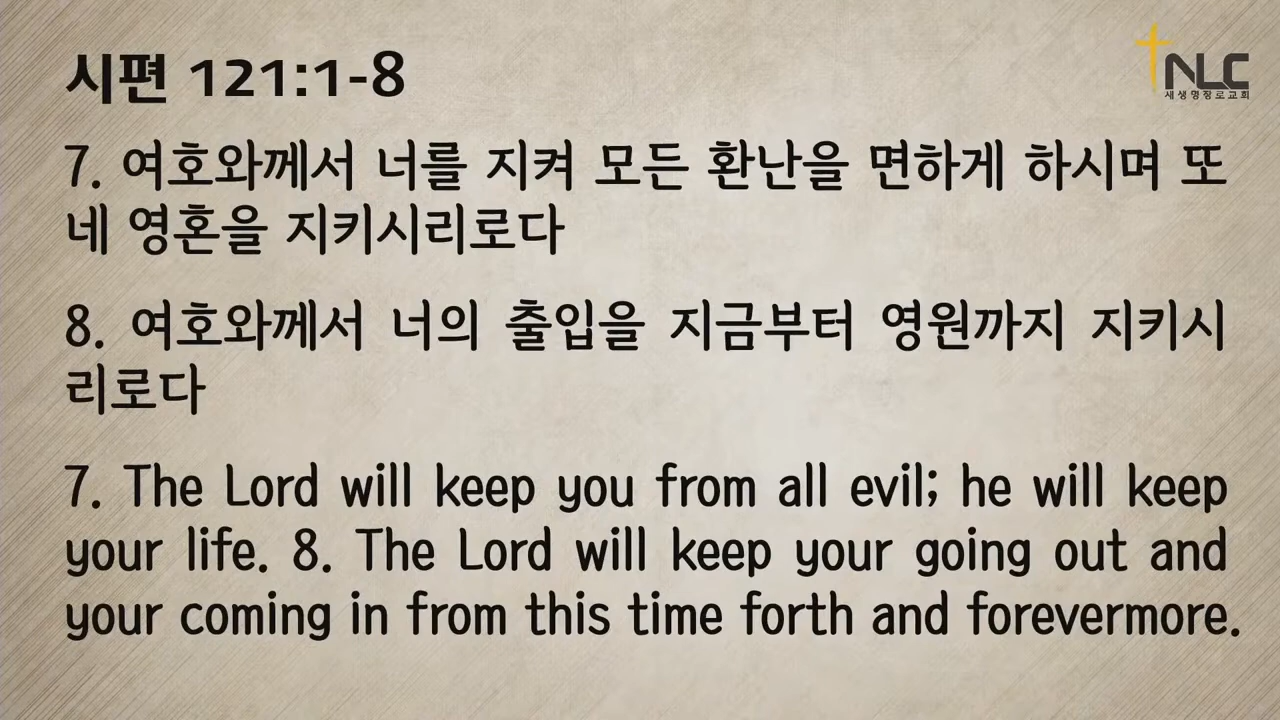 시편 121:1-8
NLC
새생명장로교회
7. 여호와께서 너를 지켜 모든 환난을 면하게 하시며 또
네 영혼을 지키시리로다
8. 여호와께서 너의 출입을 지금부터 영원까지 지키시
리로다
7. The Lord will keep you from all evil; he will keep
your life. 8. The Lord will keep your going out and
your coming in from this time forth and forevermore.